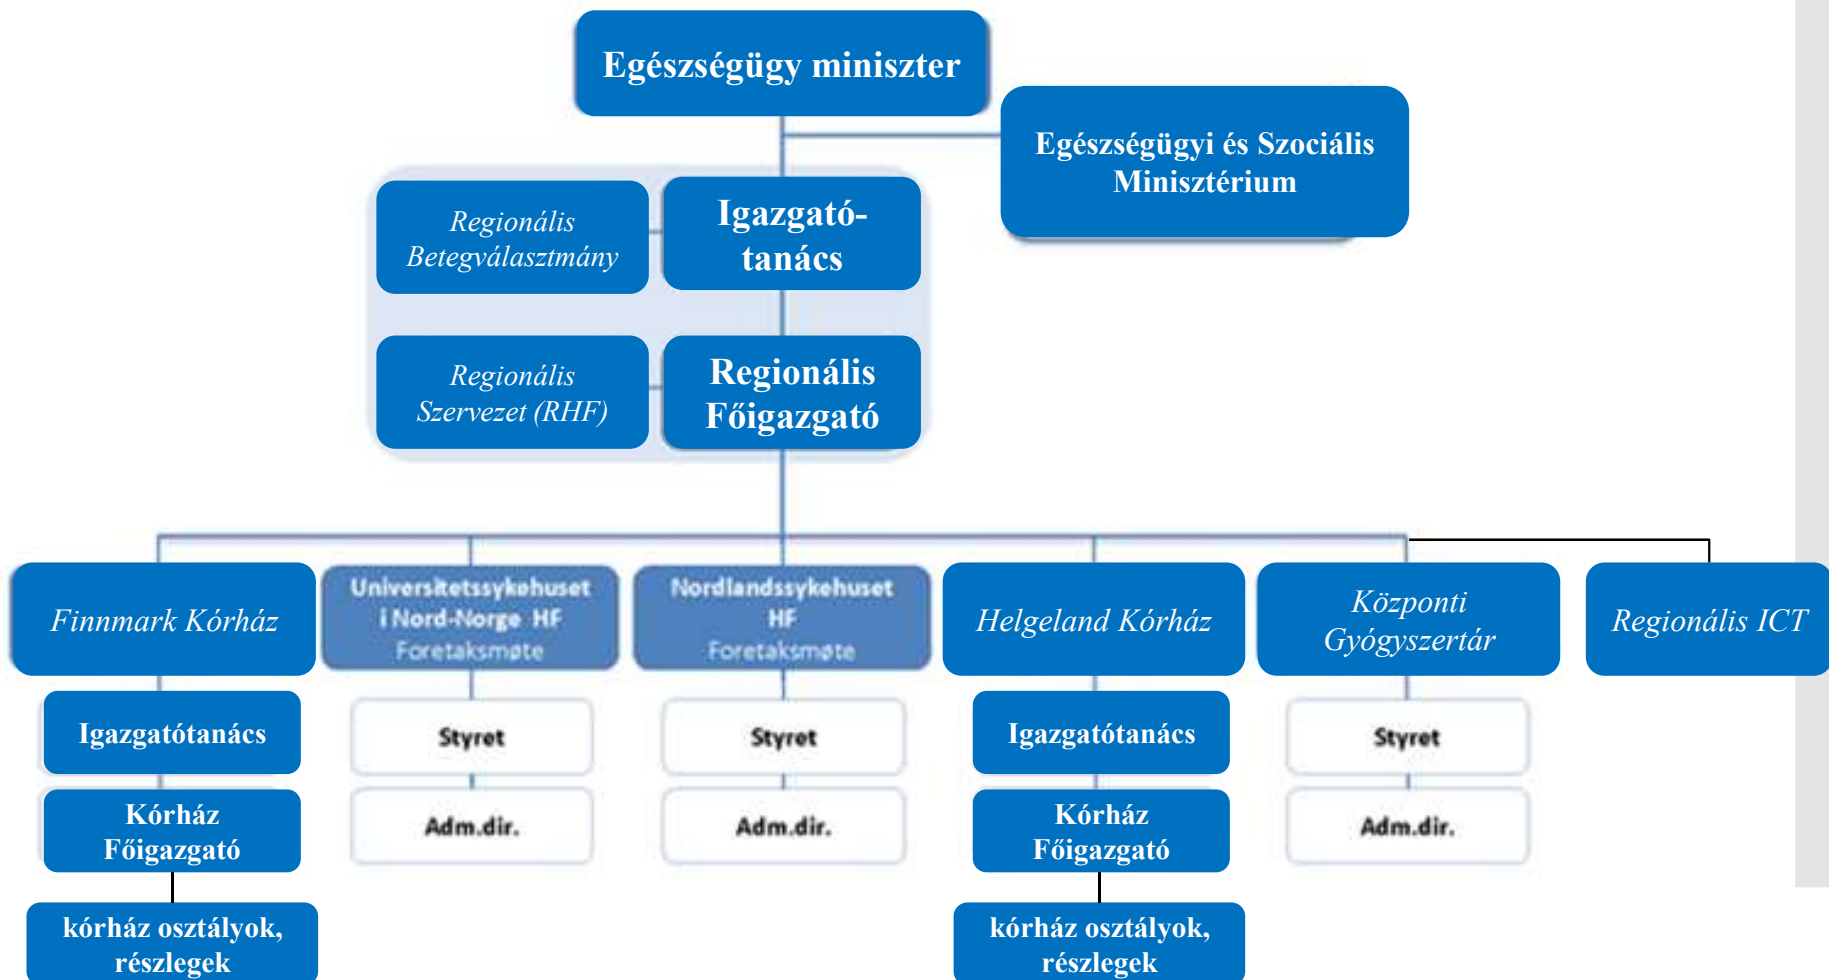 Egészségügy miniszter
Egészségügyi és Szociális
Minisztérium
Regionális
Betegválasztmány
Igazgató-
tanács
Regionális
Szervezet (RHF)
Regionális
Főigazgató
Finnmark Kórház
Universitetssykehuset
i Nord-Norge HF
Foretaksmøte
Nordlandssykehuset
HF
Foretaksmøte
Helgeland Kórház
Központi
Gyógyszertár
Regionális ICT
Igazgatótanács
Styret
Styret
Igazgatótanács
Styret
Kórház
Főigazgató
Adm.dir.
Adm.dir.
Kórház
Főigazgató
Adm.dir.
kórház osztályok,
részlegek
kórház osztályok,
részlegek